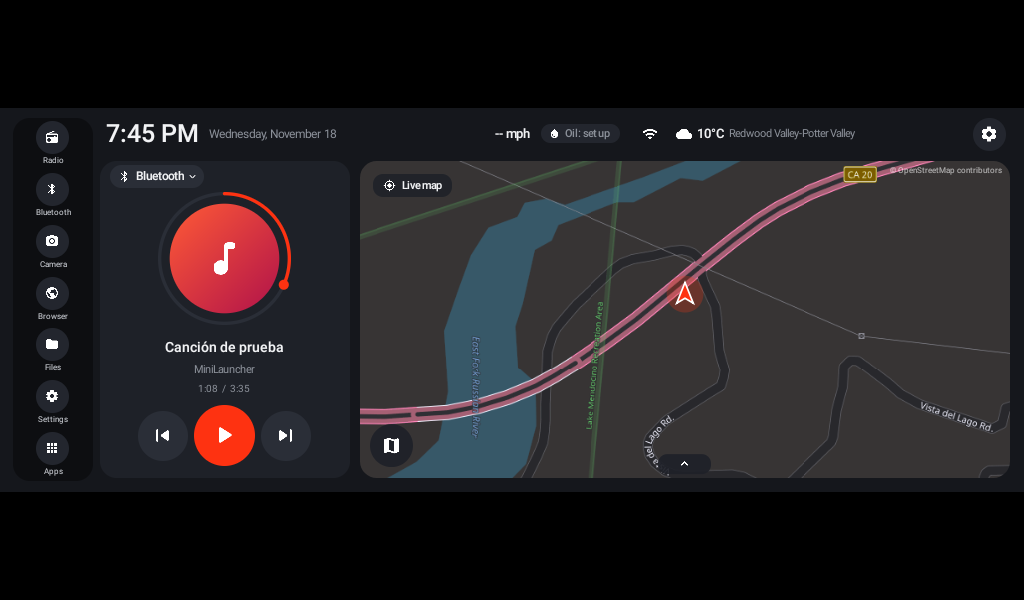 7:45 PM Wednesday, November 18
-- mph
Oil: set up
10°C Redwood Valley-Potter Valley
Radio
Bluetooth
Camera
Browser
Files
Settings
Apps
Bluetooth
Canción de prueba
MiniLauncher
1:08 / 3:35
Live map
CA 20
© OpenStreetMap contributors
East Fork Russian River
Lake Mendocino Recreation Area
del Lago Rd.
Vista del Lago Rd.